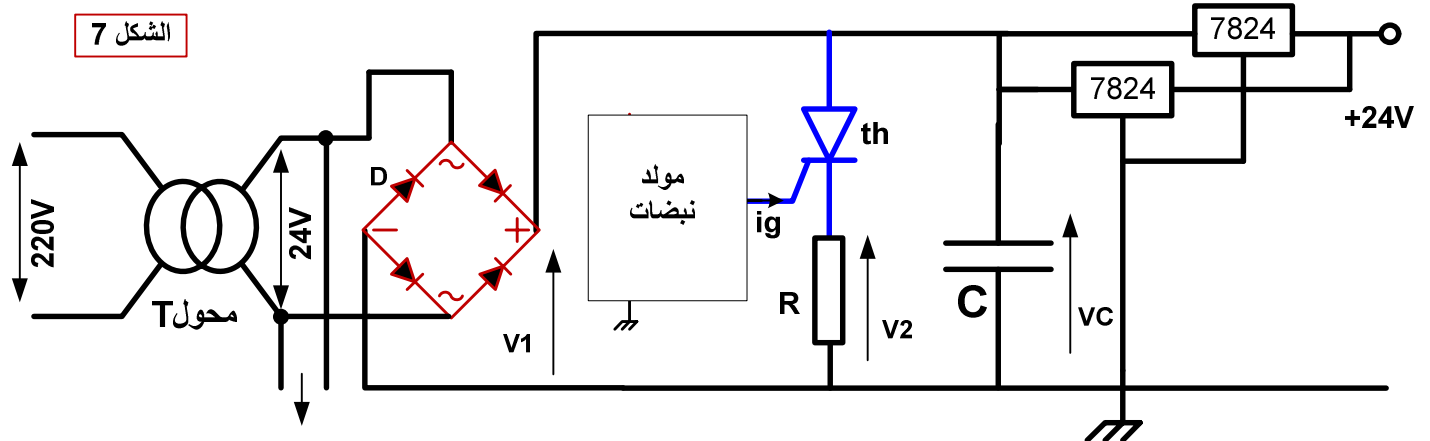 الشكل 7
7824
7824
+24V
th
D
مولد
نبضات
ig
220V
24V
محولT
V1
R
V2
C
VC